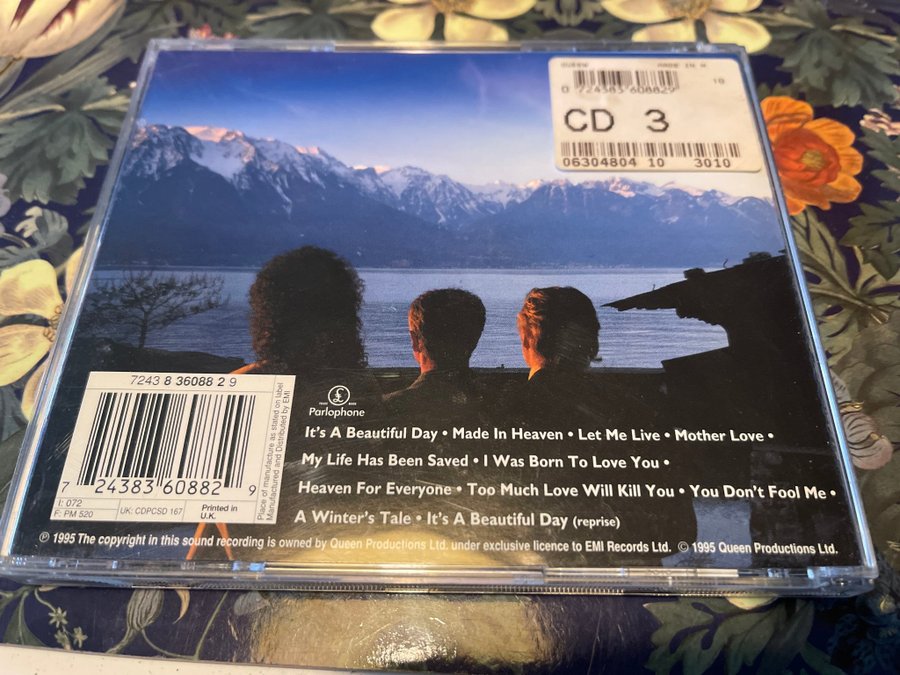 QUEEN MADE IN H
10
0 724383 608829
CD 3
06304804 10 3010
7243 8 36088 2 9
7 24383 60882 9
I: 072
F: PM 520
UK: CDPCSD 167
Printed in
U.K.
Place of manufacture as stated on label
Manufactured and Distributed by EMI
£
Parlophone
It's A Beautiful Day • Made In Heaven • Let Me Live • Mother Love •
My Life Has Been Saved • I Was Born To Love You •
Heaven For Everyone • Too Much Love Will Kill You • You Don't Fool Me •
A Winter's Tale • It's A Beautiful Day (reprise)
℗ 1995 The copyright in this sound recording is owned by Queen Productions Ltd. under exclusive licence to EMI Records Ltd. © 1995 Queen Productions Ltd.